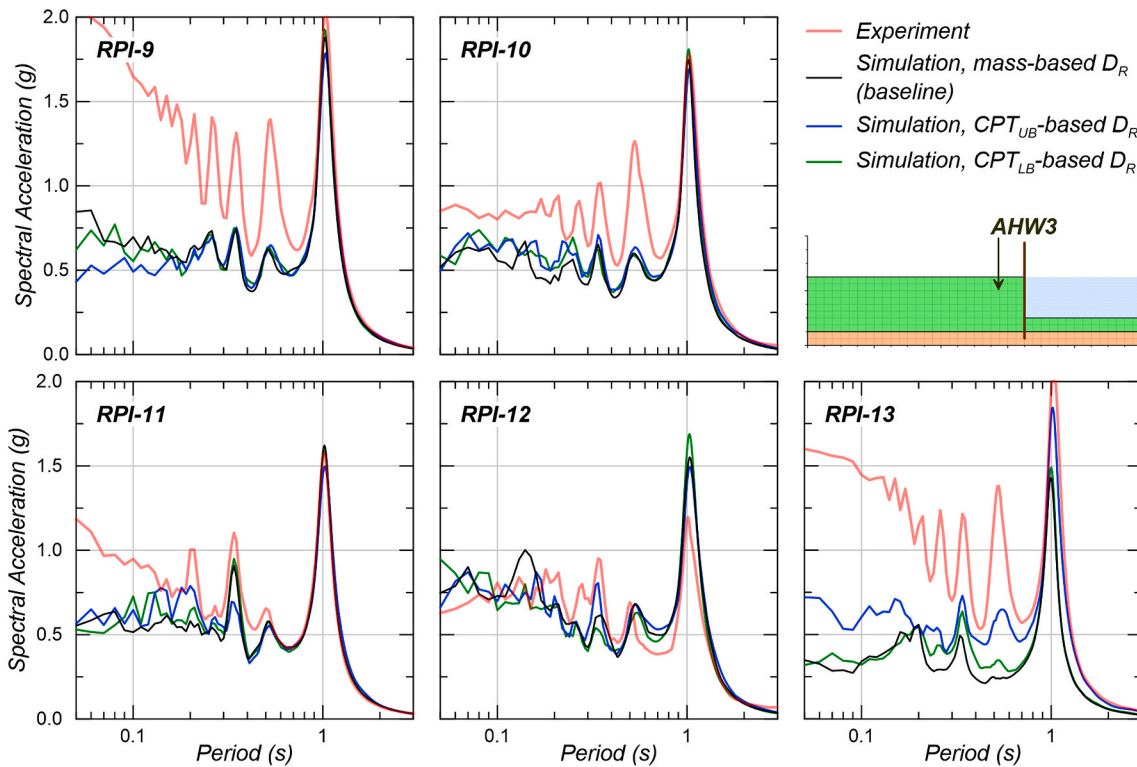 2.0
1.5
1.0
0.5
0.0
Spectral Acceleration (g)
RPI-9
RPI-10
Experiment
Simulation, mass-based D_R
(baseline)
Simulation, CPT_UB-based D_R
Simulation, CPT_LB-based D_R
AHW3
2.0
1.5
1.0
0.5
0.0
Spectral Acceleration (g)
RPI-11
RPI-12
RPI-13
0.1
1
0.1
1
0.1
1
Period (s)
Period (s)
Period (s)